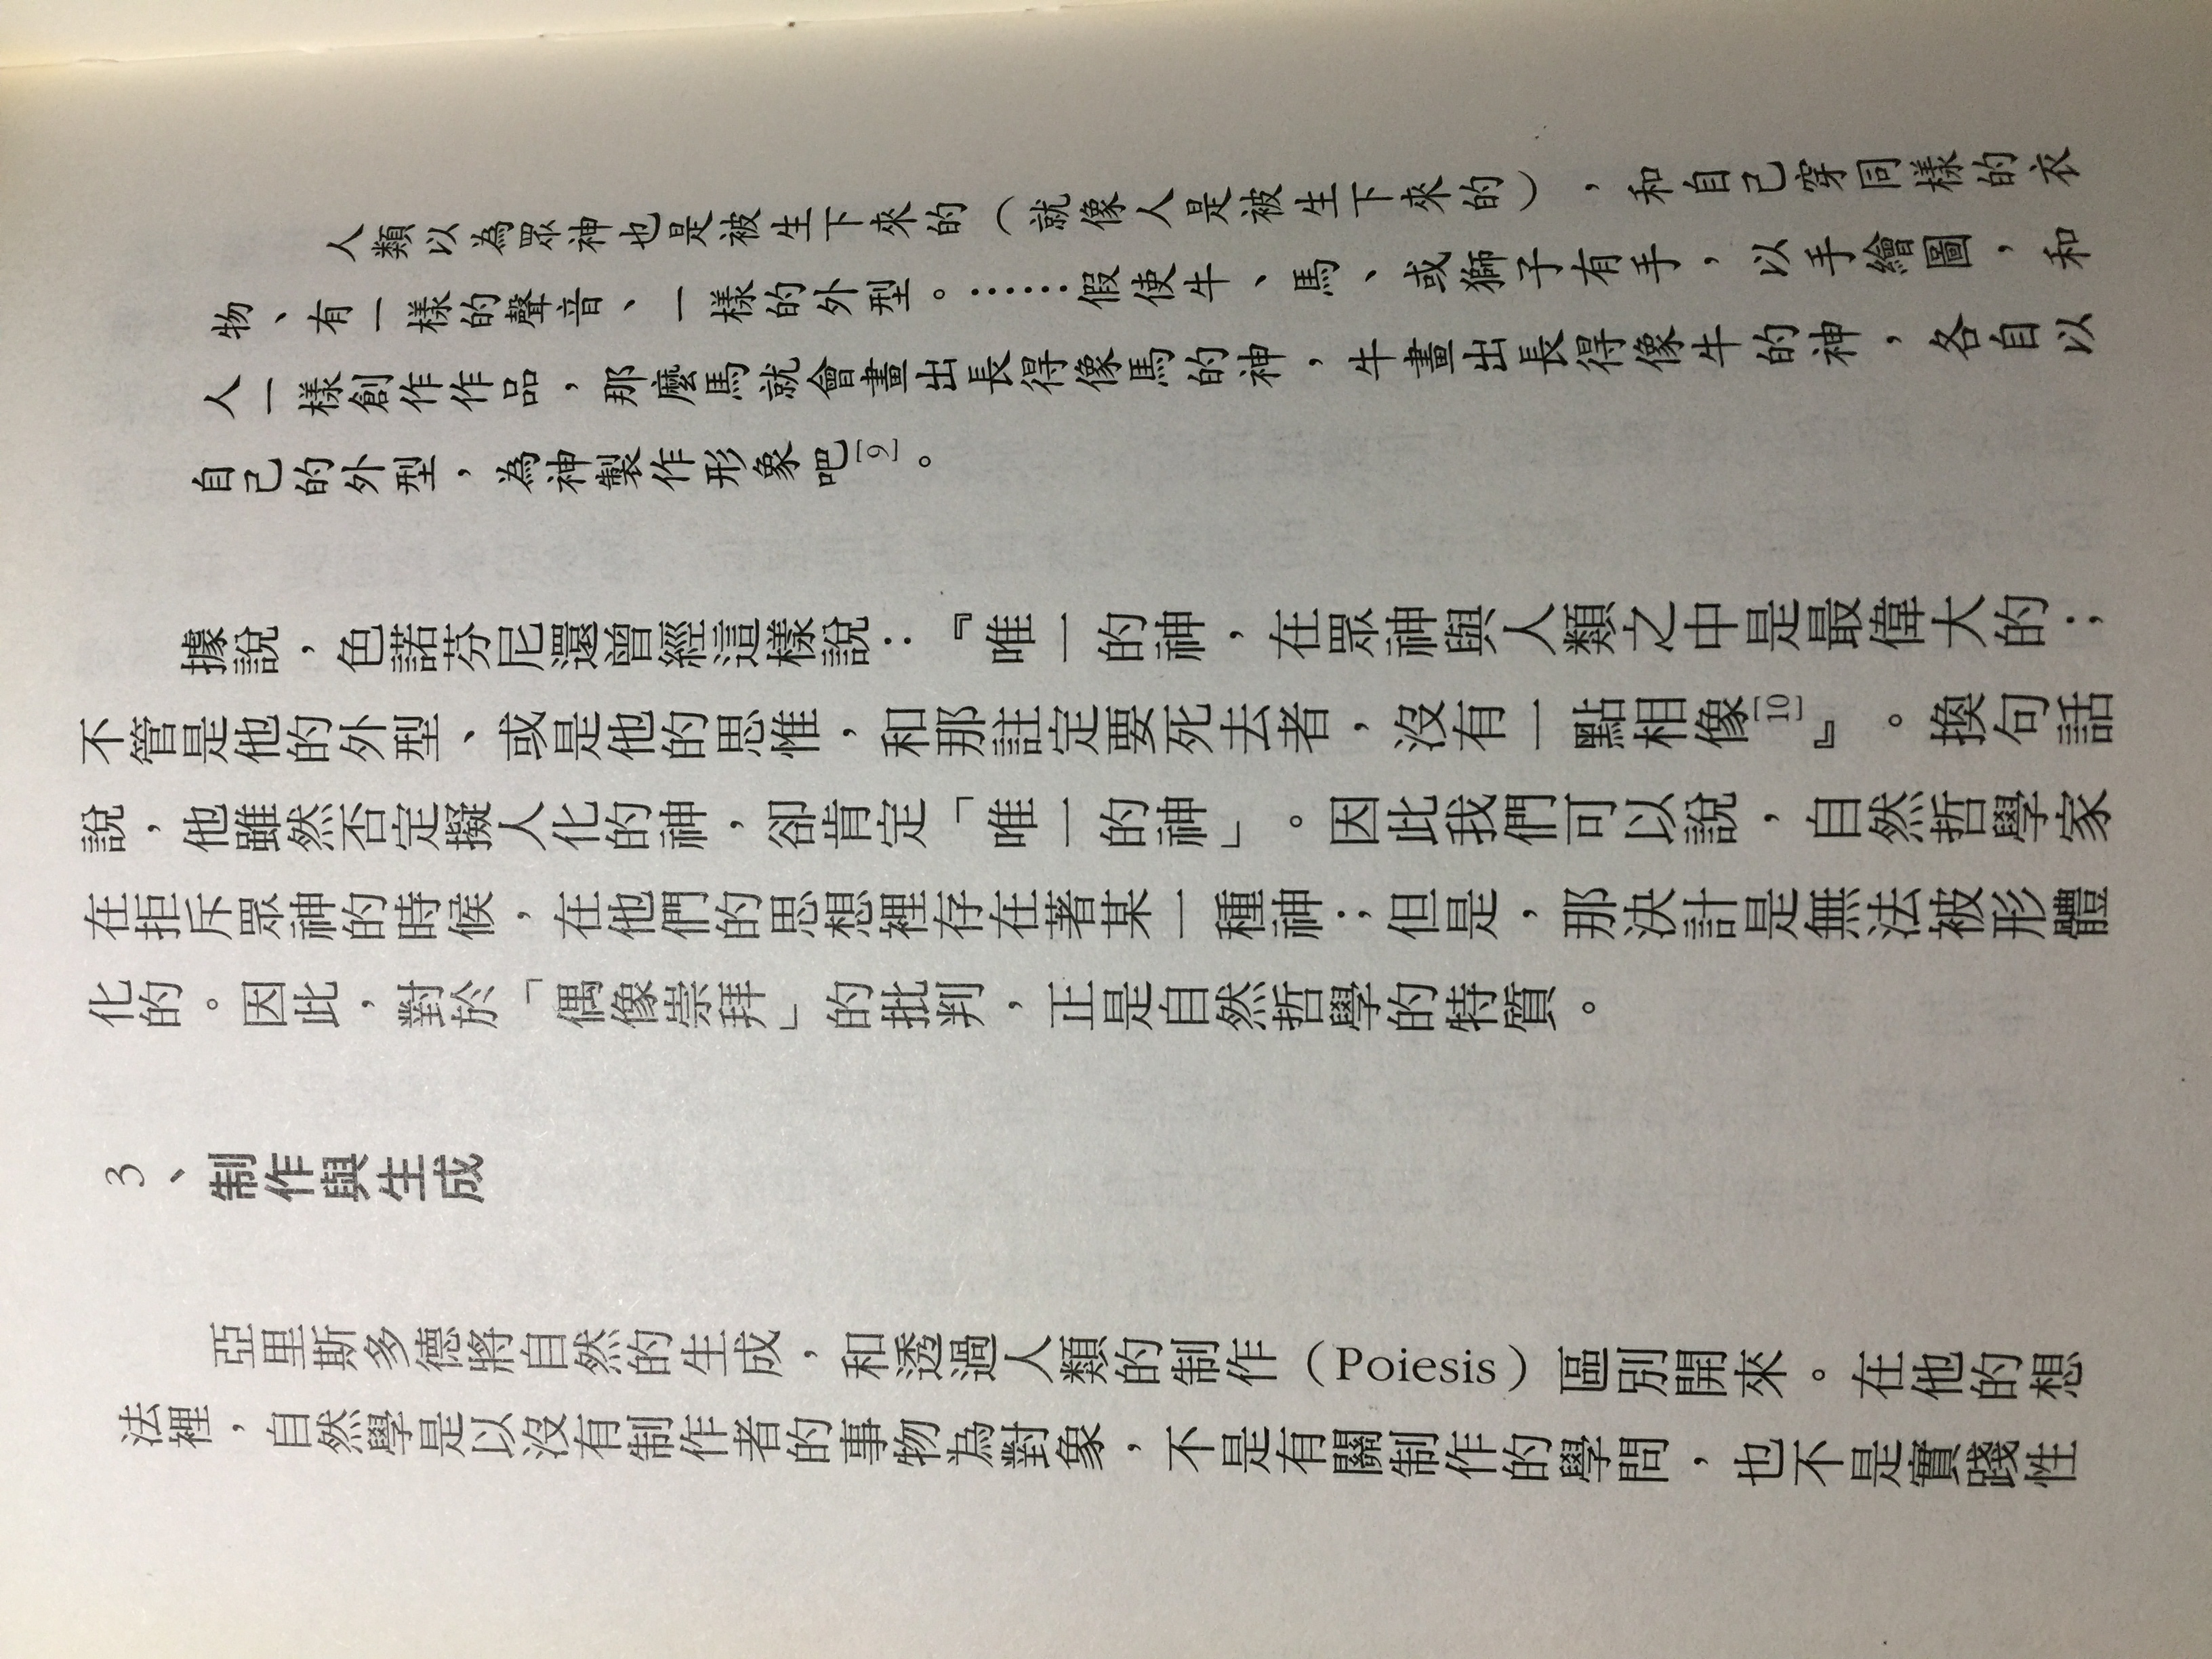 人類以為眾神也是被生下來的（就像人是被生下來的），和自己穿同樣的衣
物、有一樣的聲音、一樣的外型。……假使牛、馬、或獅子有手，以手繪圖，和
人一樣創作作品，那麼馬就會畫出長得像馬的神，牛畫出長得像牛的神，各自以
自己的外型，為神製作形象吧[9]。
據說，色諾芬尼還曾經這樣說：『唯一的神，在眾神與人類之中是最偉大的；
不管是他的外型、或是他的思惟，和那註定要死去者，沒有一點相像[10]』。換句話
說，他雖然否定擬人化的神，卻肯定「唯一的神」。因此我們可以說，自然哲學家
在拒斥眾神的時候，在他們的思想裡存在著某一種神；但是，那決計是無法被形體
化的。因此，對於「偶像崇拜」的批判，正是自然哲學的特質。
3、制作與生成
亞里斯多德將自然的生成，和透過人類的制作（Poiesis）區別開來。在他的想
法裡，自然學是以沒有制作者的事物為對象，不是有關制作的學問，也不是實踐性